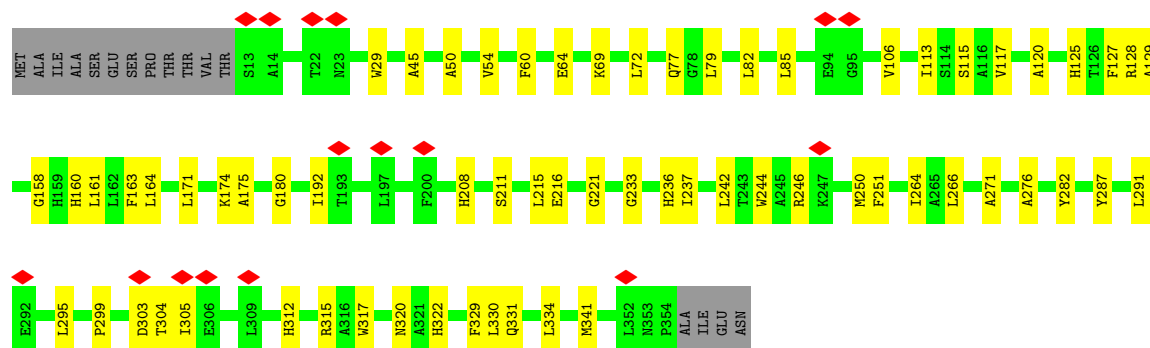 MET ALA ILE ALA SER GLU SER PRO THR THR VAL THR S13 A14 T22 N23 W29 A45 A50 V54 F60 E64 K69 L72 Q77 G78 L79 L82 L85 E94 G95 V106 I113 S114 S115 A116 V117 A120 H125 T126 F127 R128 A129
G158 H159 H160 L161 L162 F163 L164 L171 K174 A175 G180 I192 T193 L197 F200 H208 S211 L215 E216 G221 G233 H236 I237 L242 T243 W244 A245 R246 K247 M250 F251 I264 A265 L266 A271 A276 Y282 Y287 L291
E292 L295 P299 D303 T304 I305 E306 L309 H312 R315 A316 W317 N320 A321 H322 F329 L330 Q331 L334 M341 L352 N353 P354 ALA ILE GLU ASN